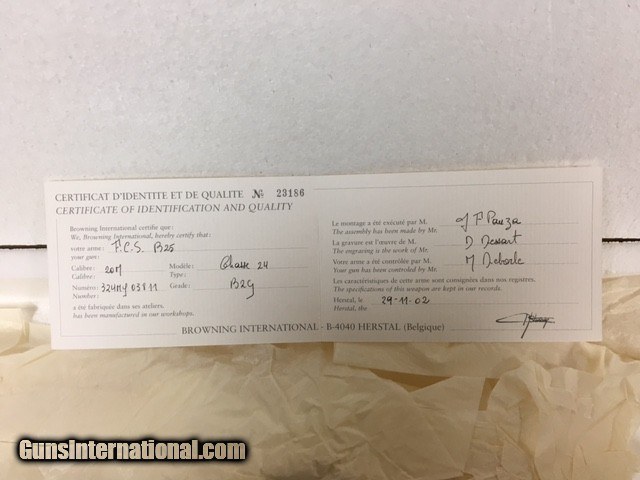 CERTIFICAT D'IDENTITE ET DE QUALITE № 23186
CERTIFICATE OF IDENTIFICATION AND QUALITY
Browning International certifie que:
We, Browning International, hereby certify that:
votre arme: F.C.S. B25
your gun:
Calibre: 20M Modèle: Chasse 24
Calibre: Type:
Numéro: Grade: B2G
Number:
a été fabriquée dans ses ateliers.
has been manufactured in our workshops.
Le montage a été exécuté par M. J F Pauza
The assembly has been made by Mr.
La gravure est l'œuvre de M. D. Dessart
The engraving is the work of Mr.
Votre arme a été contrôlée par M. M
Your gun has been controled by Mr.
Les caractéristiques de cette arme sont consignées dans nos registres.
The specifications of this weapon are kept in our records.
Herstal, le 29-11-02
Herstal, the
BROWNING INTERNATIONAL - B-4040 HERSTAL (Belgique)
GunsInternational.com